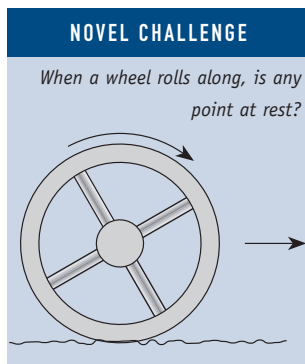 NOVEL CHALLENGE
When a wheel rolls along, is any
point at rest?